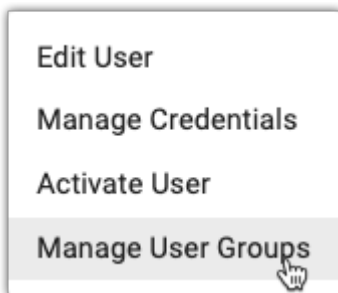 Edit User
Manage Credentials
Activate User
Manage User Groups